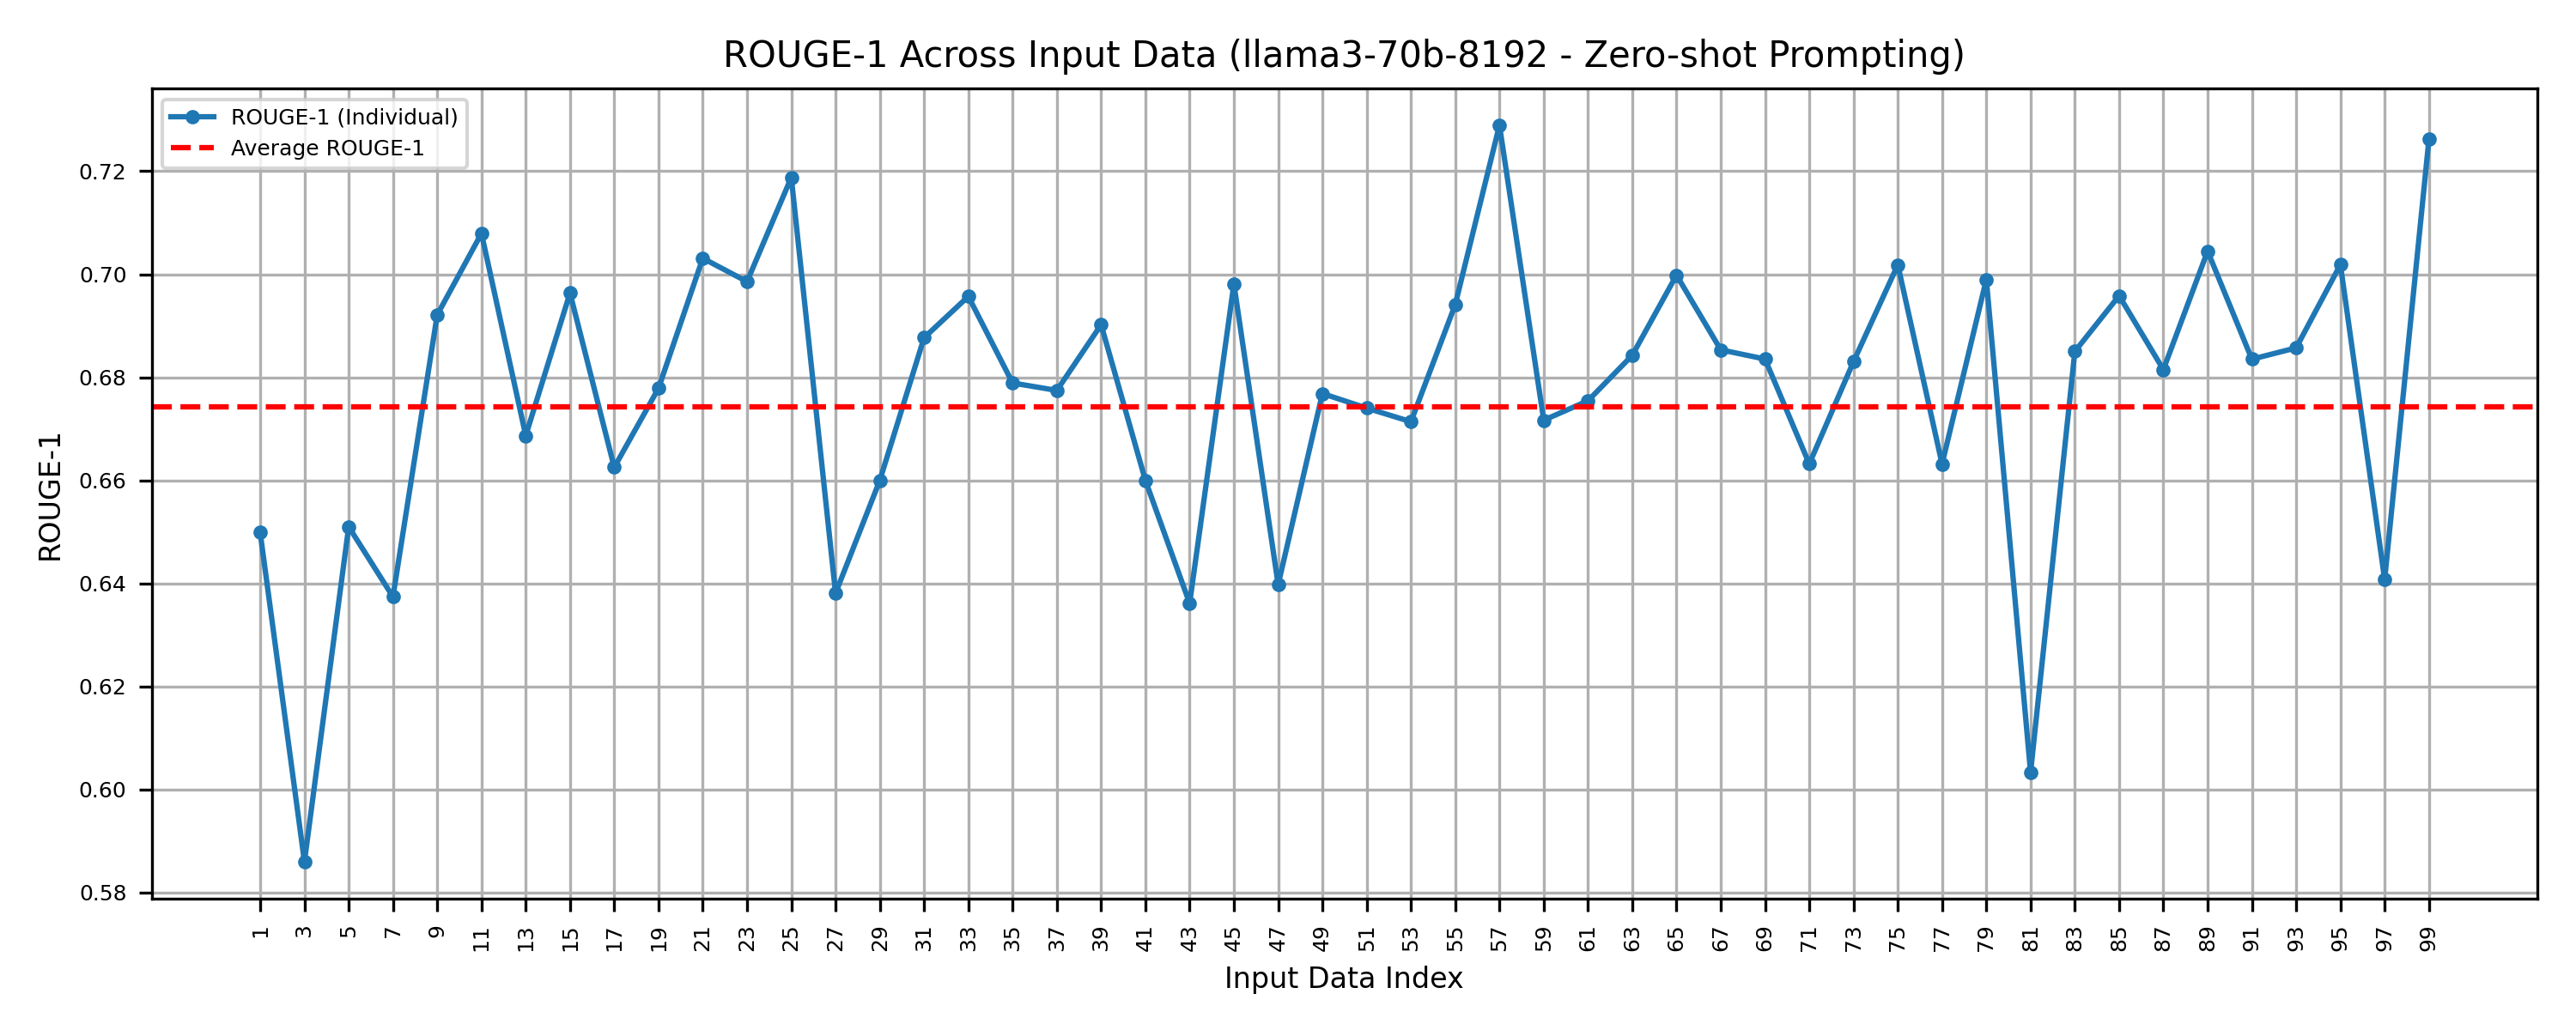 ROUGE-1 Across Input Data (llama3-70b-8192 - Zero-shot Prompting)
ROUGE-1 (Individual)
Average ROUGE-1
0.72
0.70
0.68
0.66
0.64
0.62
0.60
0.58
ROUGE-1
1 3 5 7 9 11 13 15 17 19 21 23 25 27 29 31 33 35 37 39 41 43 45 47 49 51 53 55 57 59 61 63 65 67 69 71 73 75 77 79 81 83 85 87 89 91 93 95 97 99
Input Data Index